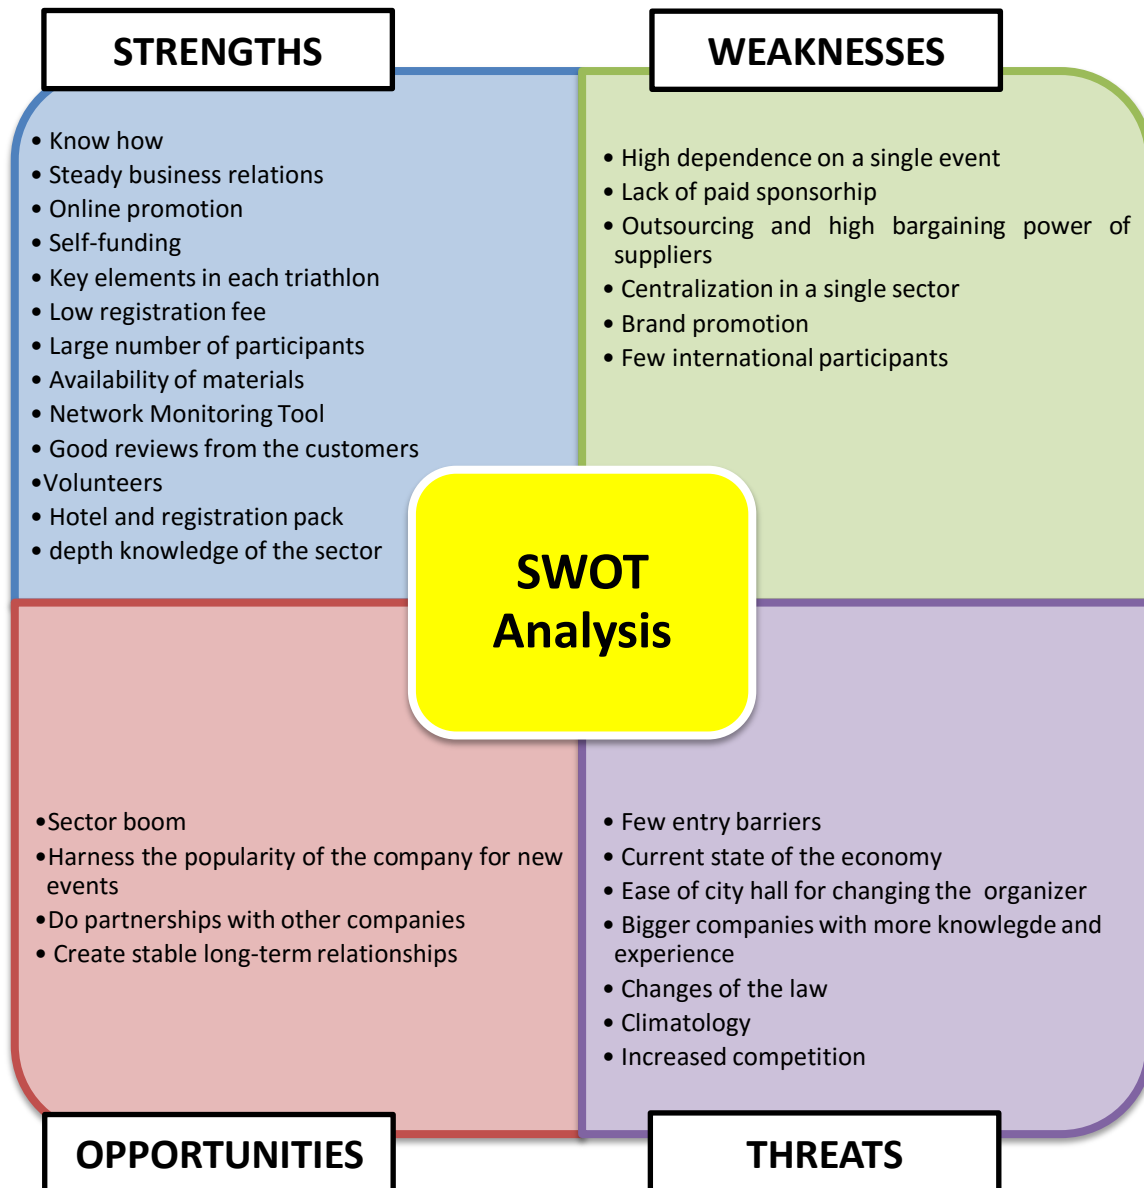 STRENGTHS
• Know how
• Steady business relations
• Online promotion
• Self-funding
• Key elements in each triathlon
• Low registration fee
• Large number of participants
• Availability of materials
• Network Monitoring Tool
• Good reviews from the customers
•Volunteers
• Hotel and registration pack
• depth knowledge of the sector
WEAKNESSES
• High dependence on a single event
• Lack of paid sponsorhip
• Outsourcing and high bargaining power of
suppliers
• Centralization in a single sector
• Brand promotion
• Few international participants
SWOT
Analysis
•Sector boom
•Harness the popularity of the company for new
events
•Do partnerships with other companies
• Create stable long-term relationships
OPPORTUNITIES
• Few entry barriers
• Current state of the economy
• Ease of city hall for changing the organizer
• Bigger companies with more knowlegde and
experience
• Changes of the law
• Climatology
• Increased competition
THREATS